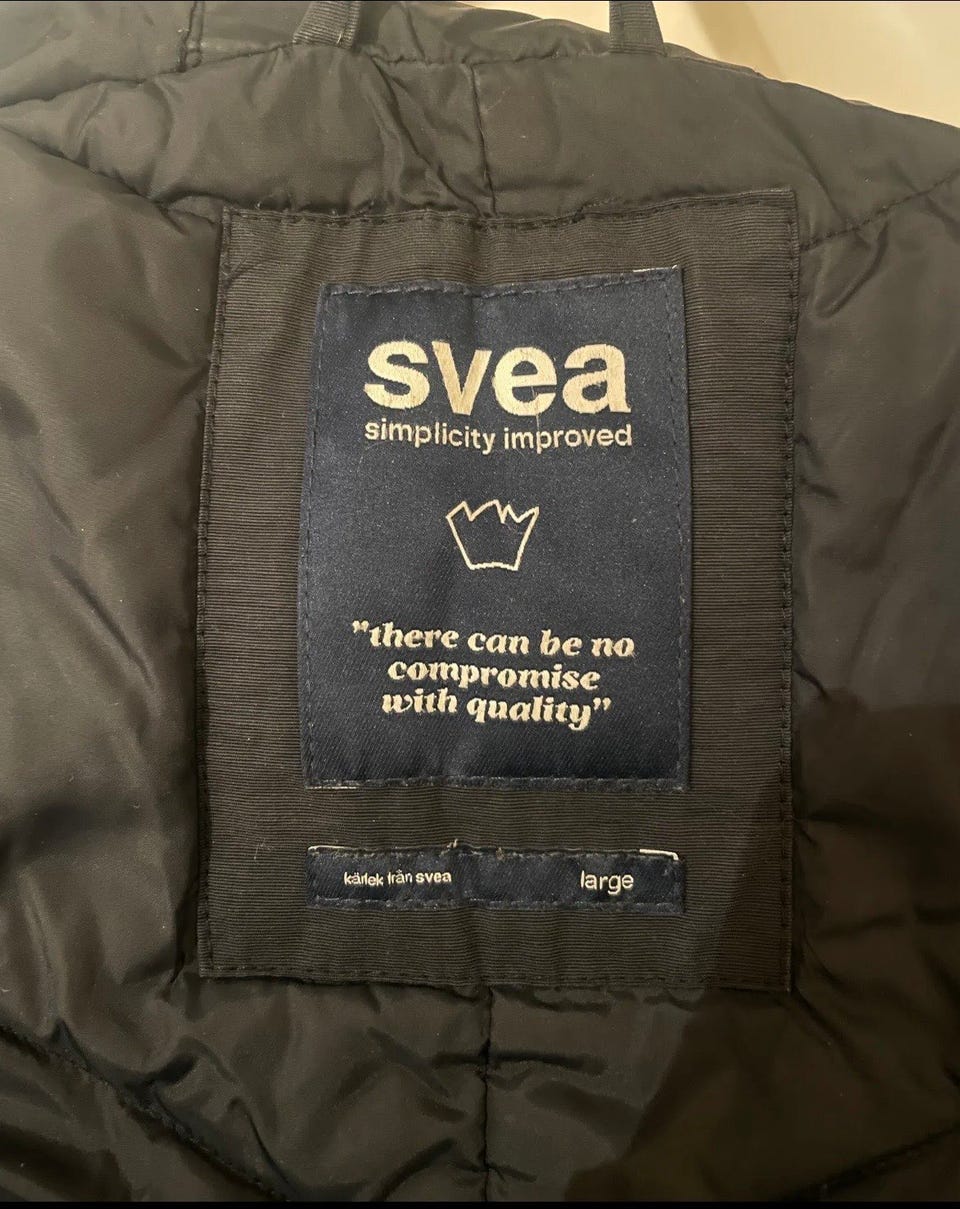 svea
simplicity improved
"there can be no
compromise
with quality"
kärlek från svea
large